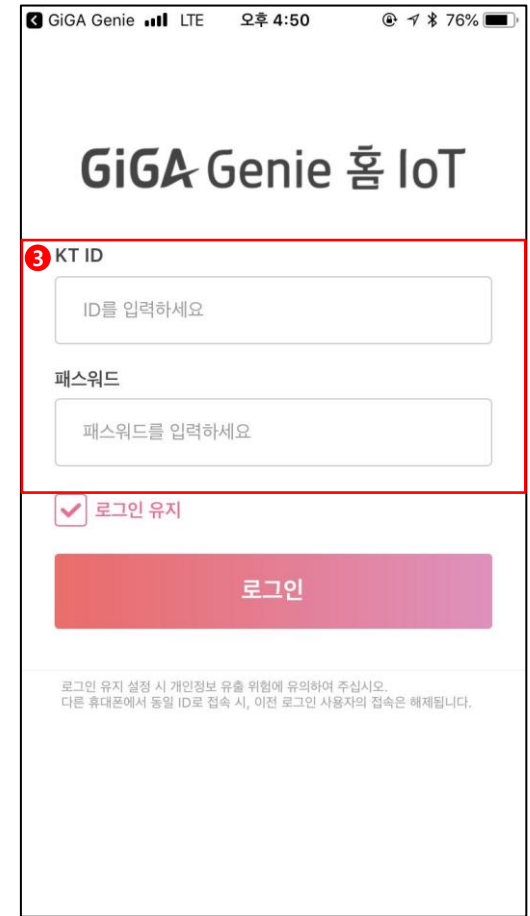 GiGA Genie LTE 오후 4:50 76%
GiGA Genie 홈 IoT
3 KT ID
ID를 입력하세요
패스워드
패스워드를 입력하세요
로그인 유지
로그인
로그인 유지 설정 시 개인정보 유출 위험에 유의하여 주십시오.
다른 휴대폰에서 동일 ID로 접속 시, 이전 로그인 사용자의 접속은 해제됩니다.